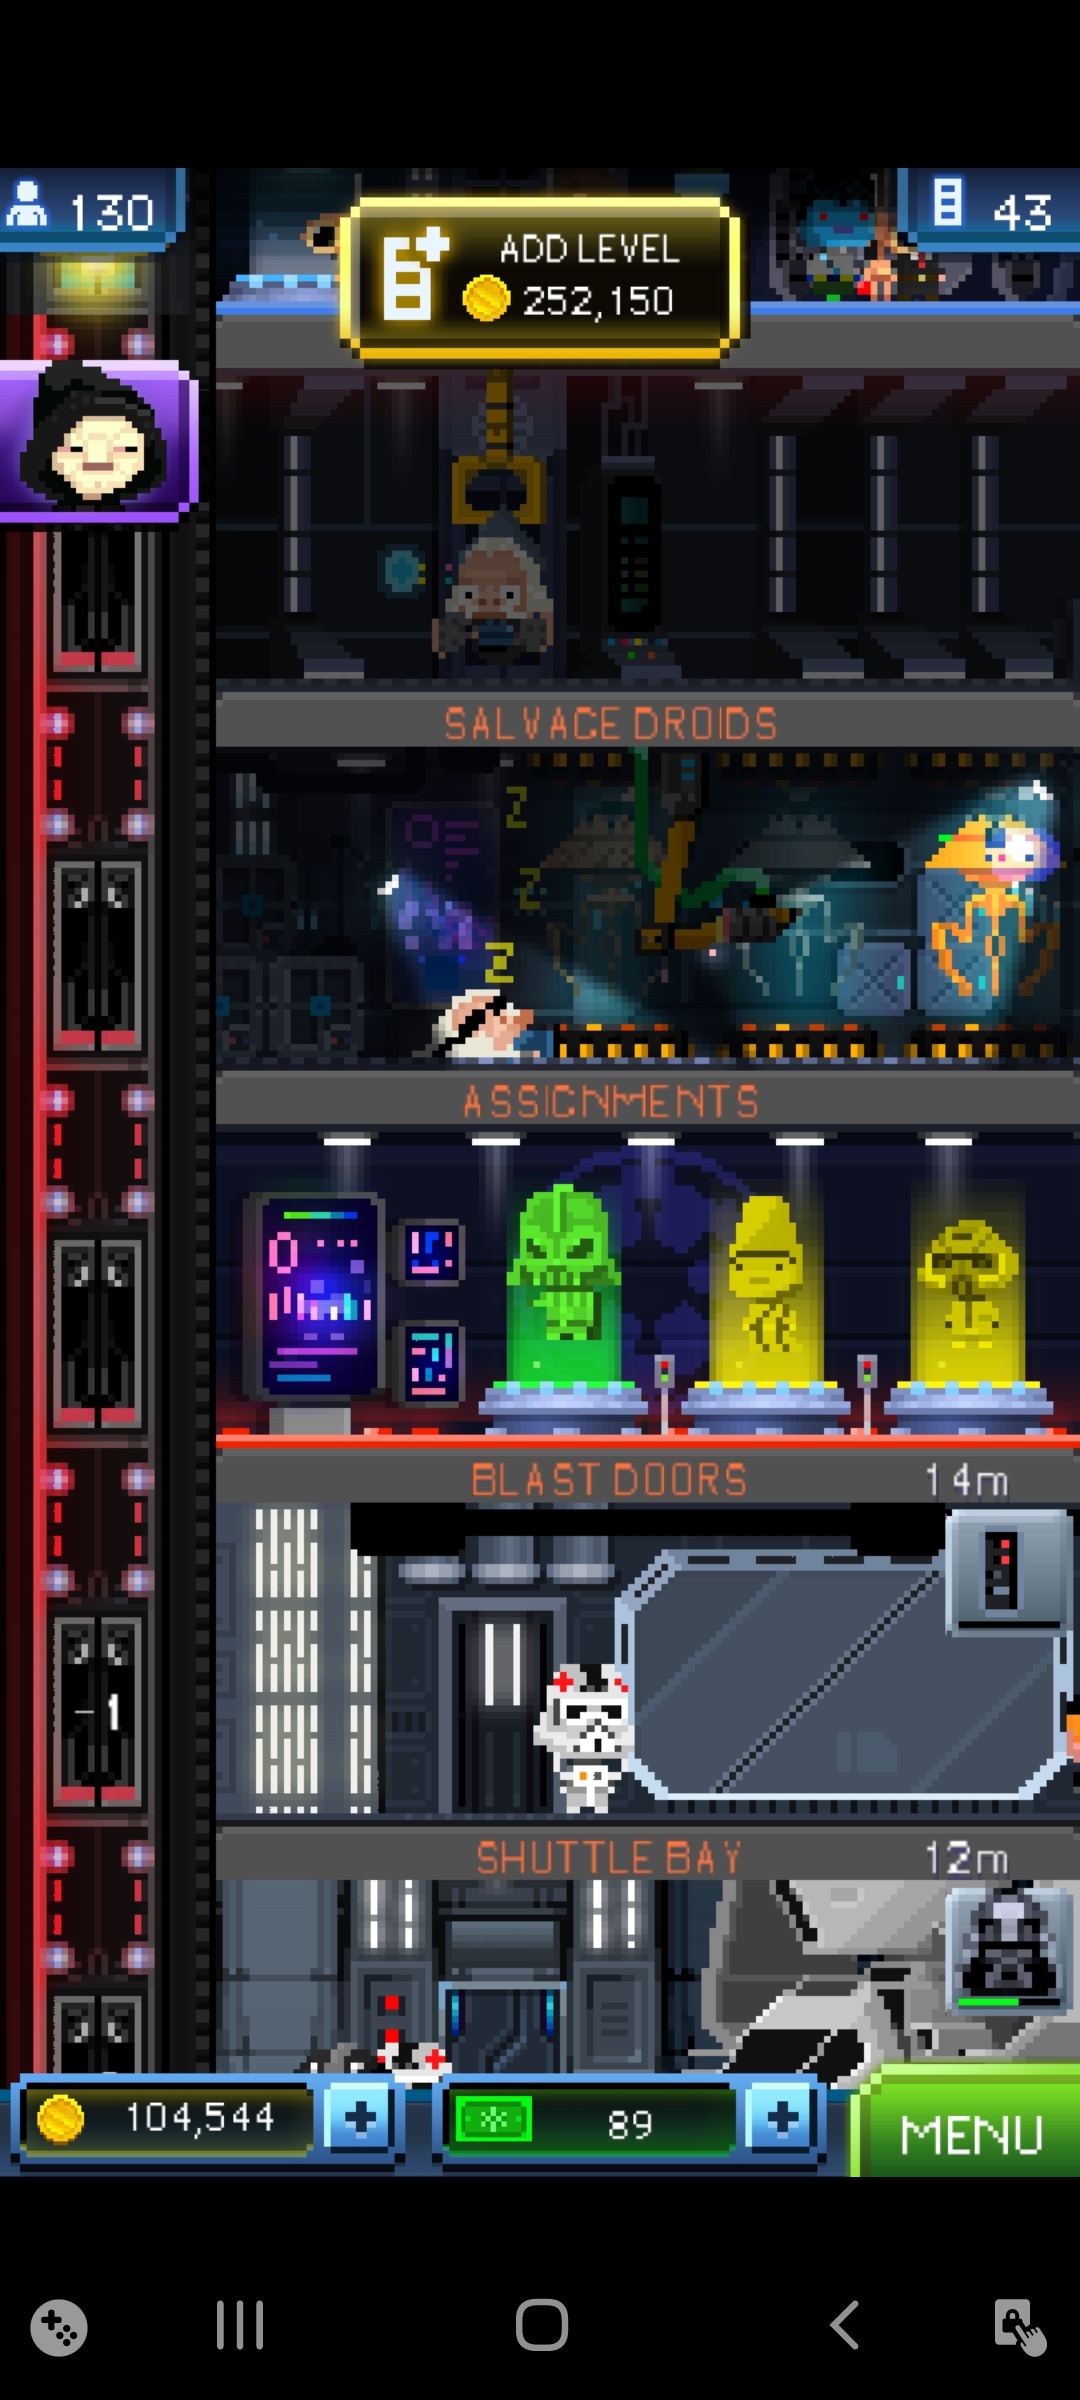 130
43
ADD LEVEL
252,150
SALVAGE DROIDS
Z
Z
Z
ASSIGNMENTS
BLAST DOORS 14m
-1
SHUTTLE BAY 12m
104,544
89
MENU